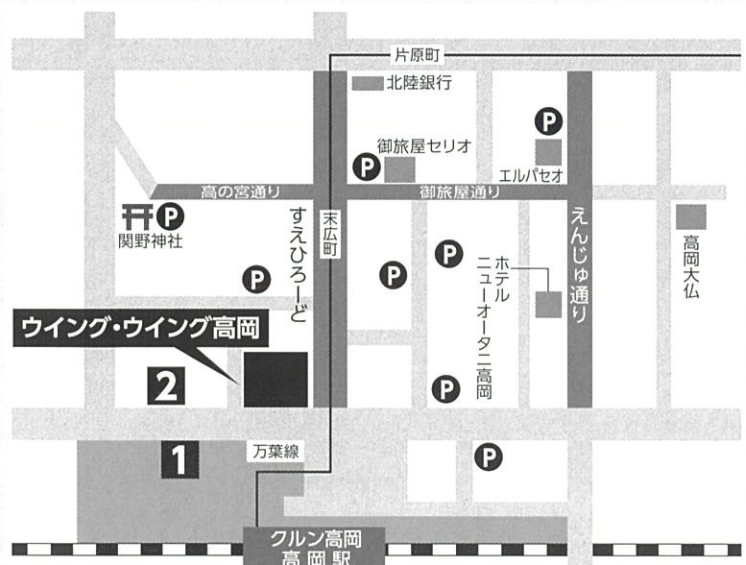 片原町
北陸銀行
P
御旅屋セリオ
P
エルパセオ
高の宮通り
御旅屋通り
P
関野神社
すえひろーど
末広町
えんじゅ通り
高岡大仏
P
P
P
ホテル
ニューオータニ高岡
ウイング・ウイング高岡
2
P
1
万葉線
P
クルン高岡
高岡駅